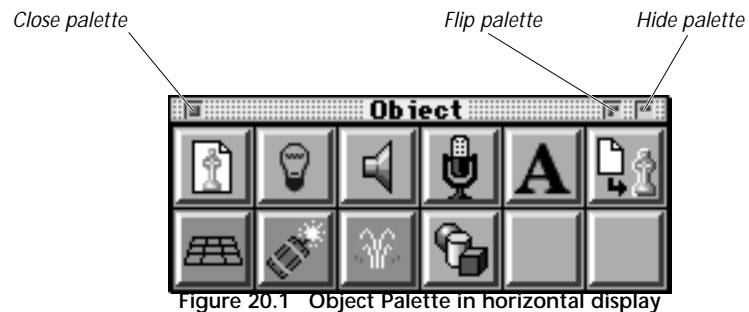 Close palette Flip palette Hide palette
Object
A
Figure 20.1 Object Palette in horizontal display